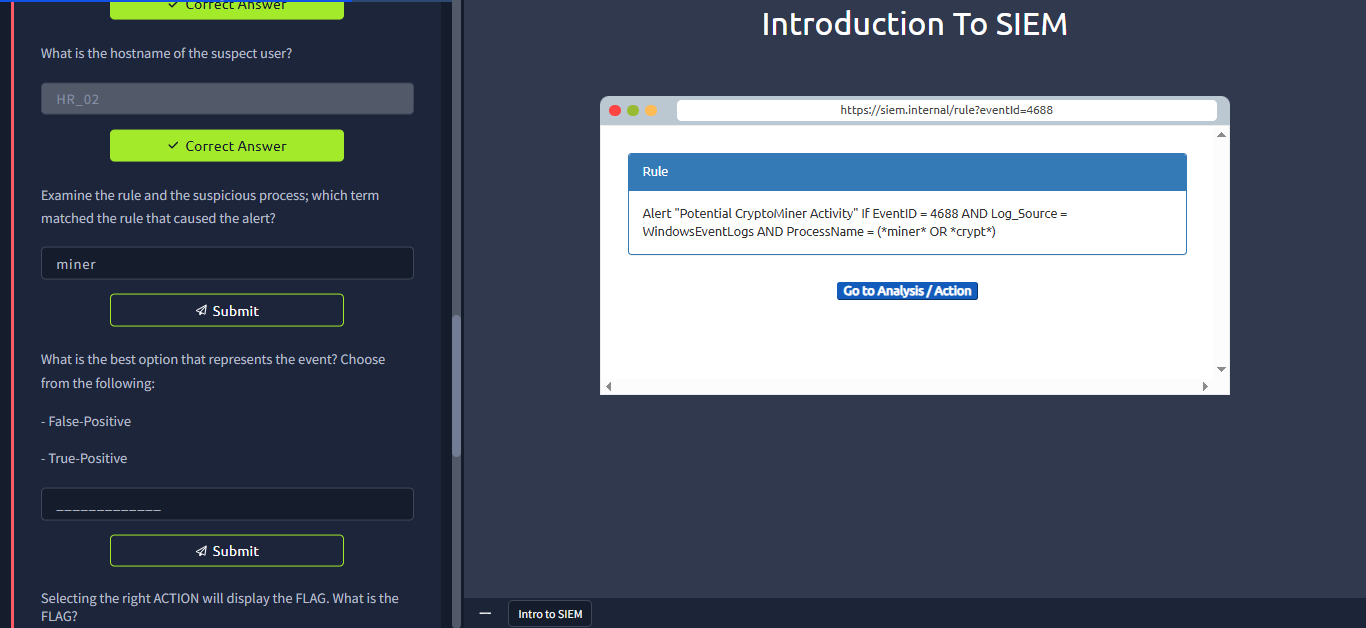 Correct Answer
What is the hostname of the suspect user?
HR_02
Correct Answer
Examine the rule and the suspicious process; which term
matched the rule that caused the alert?
miner
Submit
What is the best option that represents the event? Choose
from the following:
- False-Positive
- True-Positive
_____________
Submit
Selecting the right ACTION will display the FLAG. What is the
FLAG?
Introduction To SIEM
https://siem.internal/rule?eventId=4688
Rule
Alert "Potential CryptoMiner Activity" If EventID = 4688 AND Log_Source =
WindowsEventLogs AND ProcessName = (*miner* OR *crypt*)
Go to Analysis / Action
Intro to SIEM